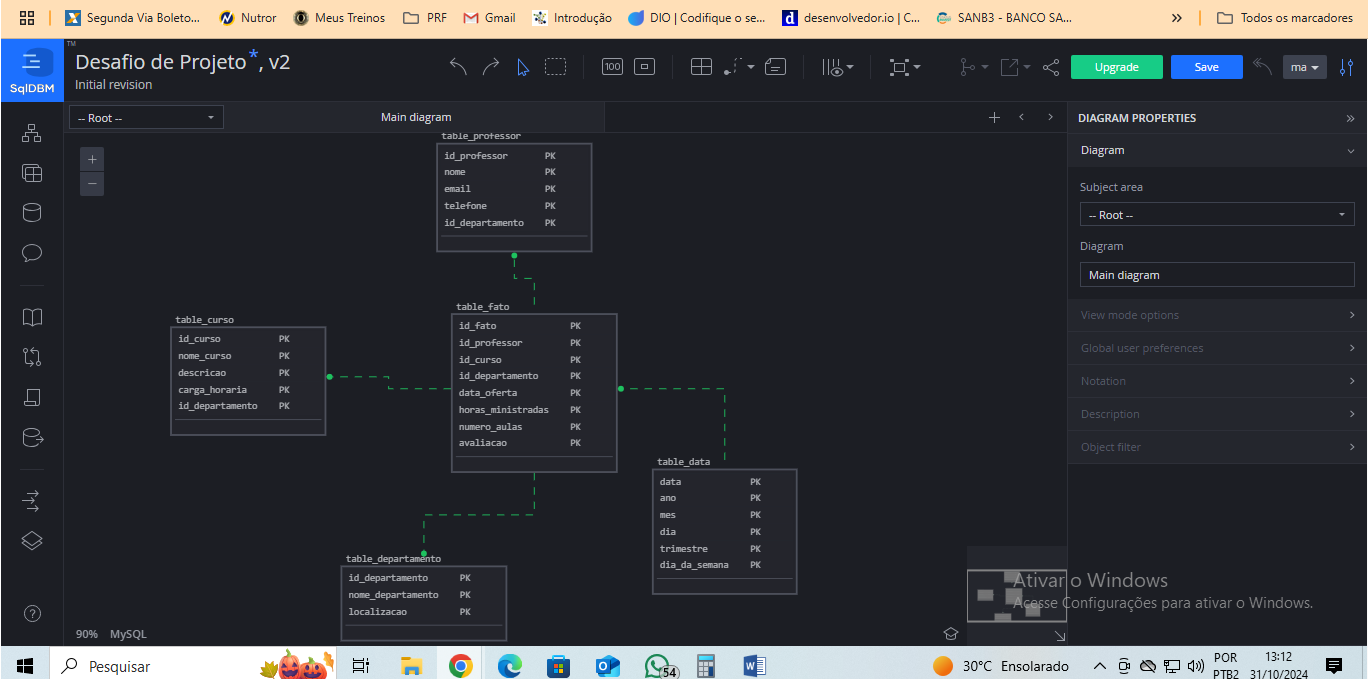 Segunda Via Boleto...
Nutror
Meus Treinos
PRF
Gmail
Introdução
DIO | Codifique o se...
desenvolvedor.io | C...
SANB3 - BANCO SA...
»
Todos os marcadores
SqlDBM
TM
Desafio de Projeto*, v2
Initial revision
100
Upgrade
Save
ma
-- Root --
Main diagram
+
−
table_professor
id_professor PK
nome PK
email PK
telefone PK
id_departamento PK
table_curso
id_curso PK
nome_curso PK
descricao PK
carga_horaria PK
id_departamento PK
table_fato
id_fato PK
id_professor PK
id_curso PK
id_departamento PK
data_oferta PK
horas_ministradas PK
numero_aulas PK
avaliacao PK
table_data
data PK
ano PK
mes PK
dia PK
trimestre PK
dia_da_semana PK
table_departamento
id_departamento PK
nome_departamento PK
localizacao PK
90% MySQL
DIAGRAM PROPERTIES
Diagram
Subject area
-- Root --
Diagram
Main diagram
View mode options
Global user preferences
Notation
Description
Object filter
Ativar o Windows
Acesse Configurações para ativar o Windows.
Pesquisar
54
30°C Ensolarado
POR
PTB2
13:12
31/10/2024